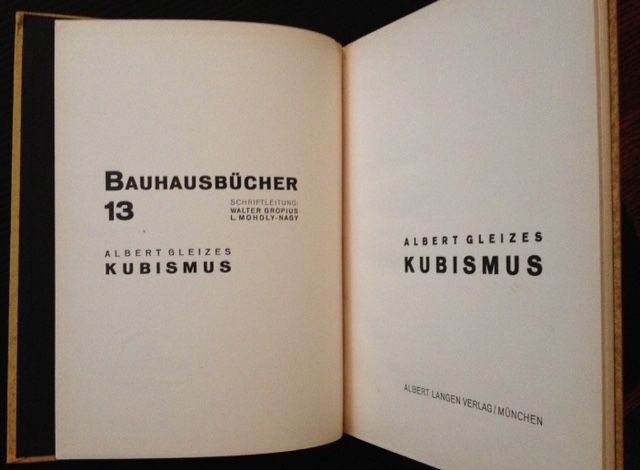 BAUHAUSBÜCHER
13
SCHRIFTLEITUNG:
WALTER GROPIUS
L. MOHOLY-NAGY
ALBERT GLEIZES
KUBISMUS
ALBERT GLEIZES
KUBISMUS
ALBERT LANGEN VERLAG/MÜNCHEN